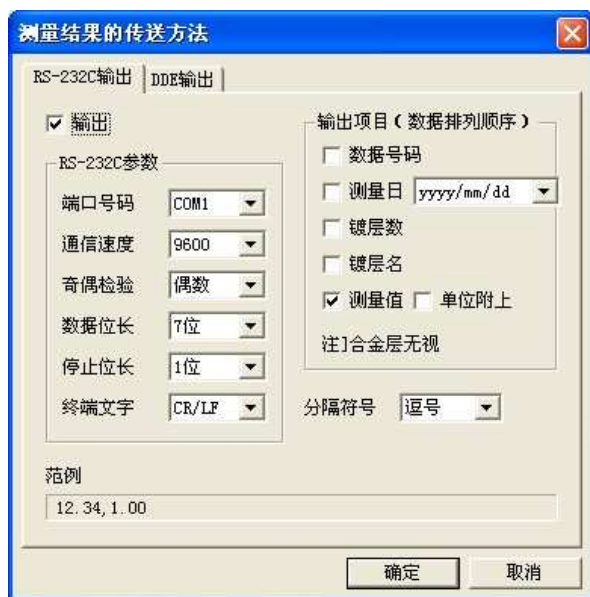 测量结果的传送方法
RS-232C输出
DDE输出
输出
RS-232C参数
端口号码 COM1
通信速度 9600
奇偶检验 偶数
数据位长 7位
停止位长 1位
终端文字 CR/LF
输出项目(数据排列顺序)
数据号码
测量日 yyyy/mm/dd
镀层数
镀层名
测量值 单位附上
注]合金层无视
分隔符号 逗号
范例
12.34,1.00
确定
取消